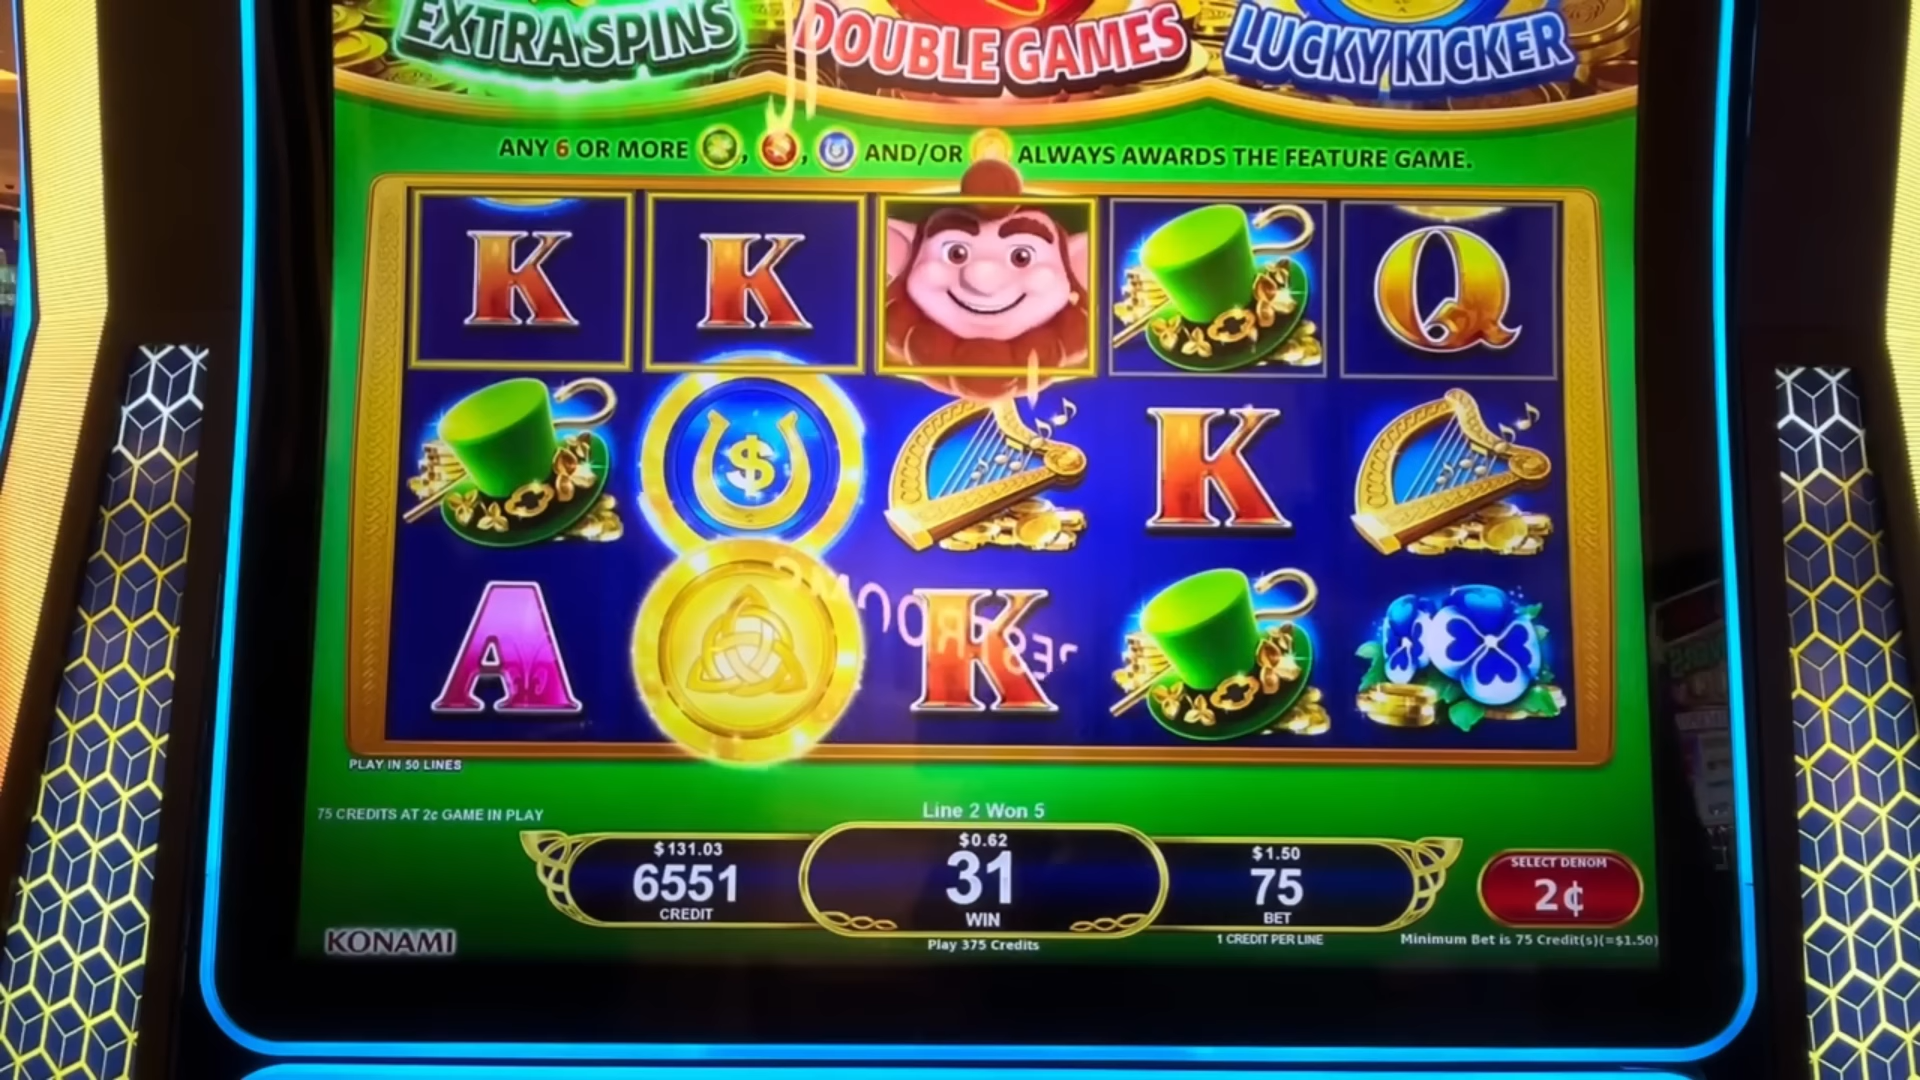 EXTRA SPINS
DOUBLE GAMES
LUCKY KICKER
ANY 6 OR MORE , , AND/OR ALWAYS AWARDS THE FEATURE GAME.
K K Q
$ K
A K
PLAY IN 50 LINES
75 CREDITS AT 2¢ GAME IN PLAY
Line 2 Won 5
$131.03
6551
CREDIT
$0.62
31
WIN
Play 375 Credits
$1.50
75
BET
1 CREDIT PER LINE
SELECT DENOM
2¢
Minimum Bet is 75 Credit(s)(=$1.50)
KONAMI